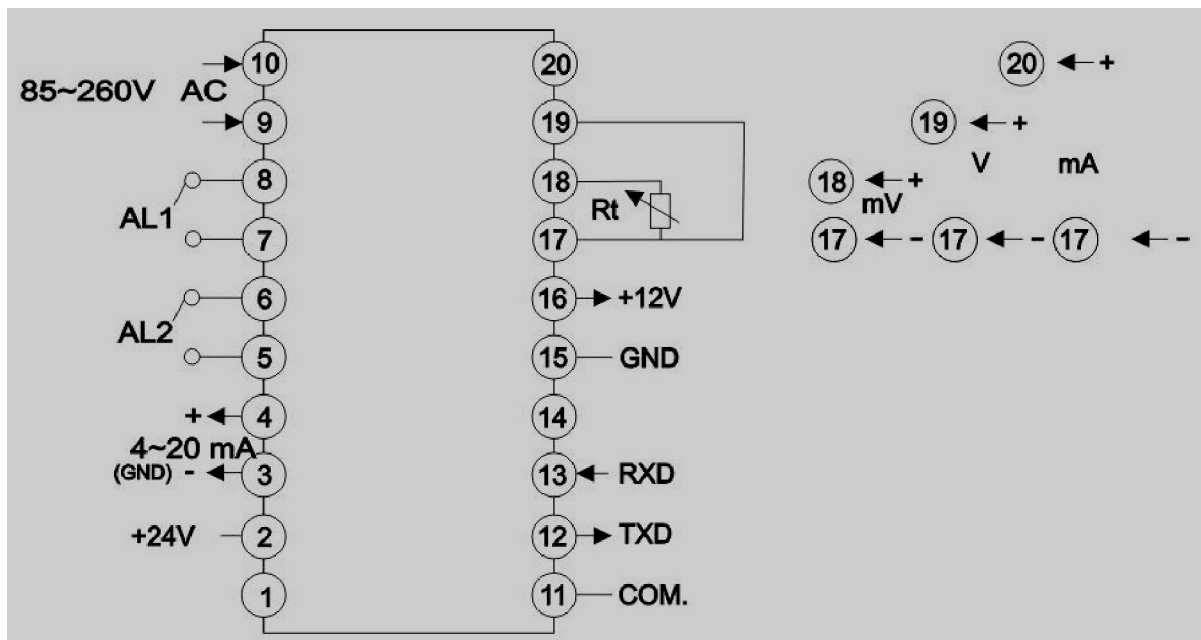 10 20 20 +
85~260V AC
9 19 19 +
V mA
8 18 18 +
Rt mV
AL1
7 17 17 - 17 - 17 -
6 16 +12V
AL2
5 15 GND
+ 4 14
4~20 mA
(GND) - 3 13 RXD
+24V 2 12 TXD
1 11 COM.